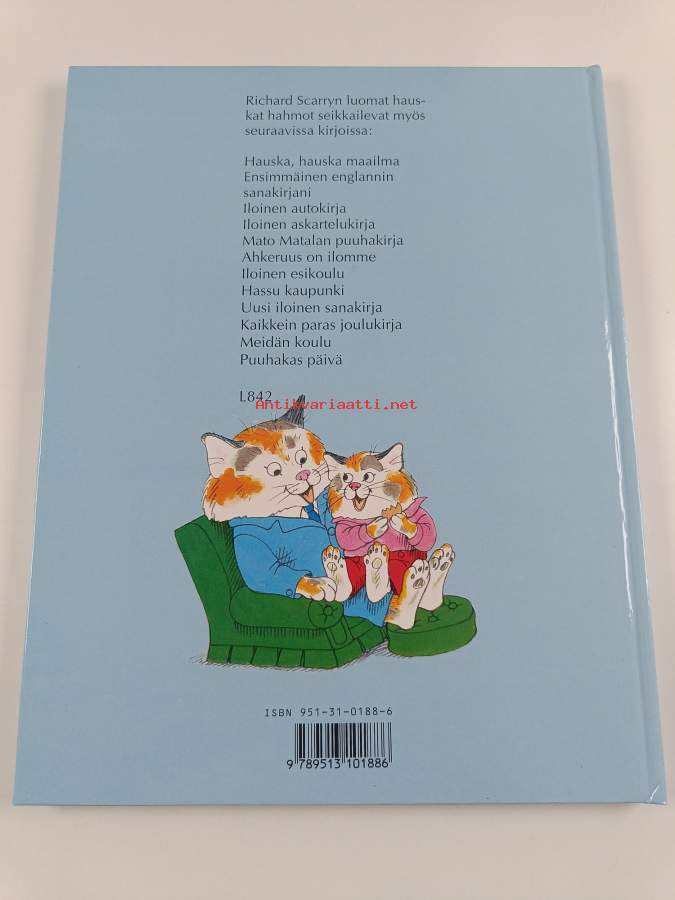 Richard Scarryn luomat haus-
kat hahmot seikkailevat myös
seuraavissa kirjoissa:
Hauska, hauska maailma
Ensimmäinen englannin
sanakirjani
Iloinen autokirja
Iloinen askartelukirja
Mato Matalan puuhakirja
Ahkeruus on ilomme
Iloinen esikoulu
Hassu kaupunki
Uusi iloinen sanakirja
Kaikkein paras joulukirja
Meidän koulu
Puuhakas päivä
L842
Antikvariaatti.net
ISBN 951-31-0188-6
9 789513 101886